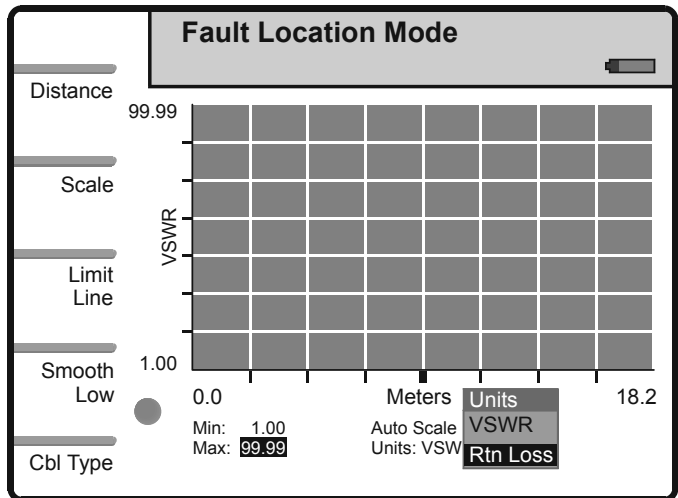 Fault Location Mode
Distance
Scale
Limit
Line
Smooth
Low
Cbl Type
99.99
VSWR
1.00
0.0
Meters
18.2
Min: 1.00
Max: 99.99
Auto Scale
Units: VSW
Units
VSWR
Rtn Loss